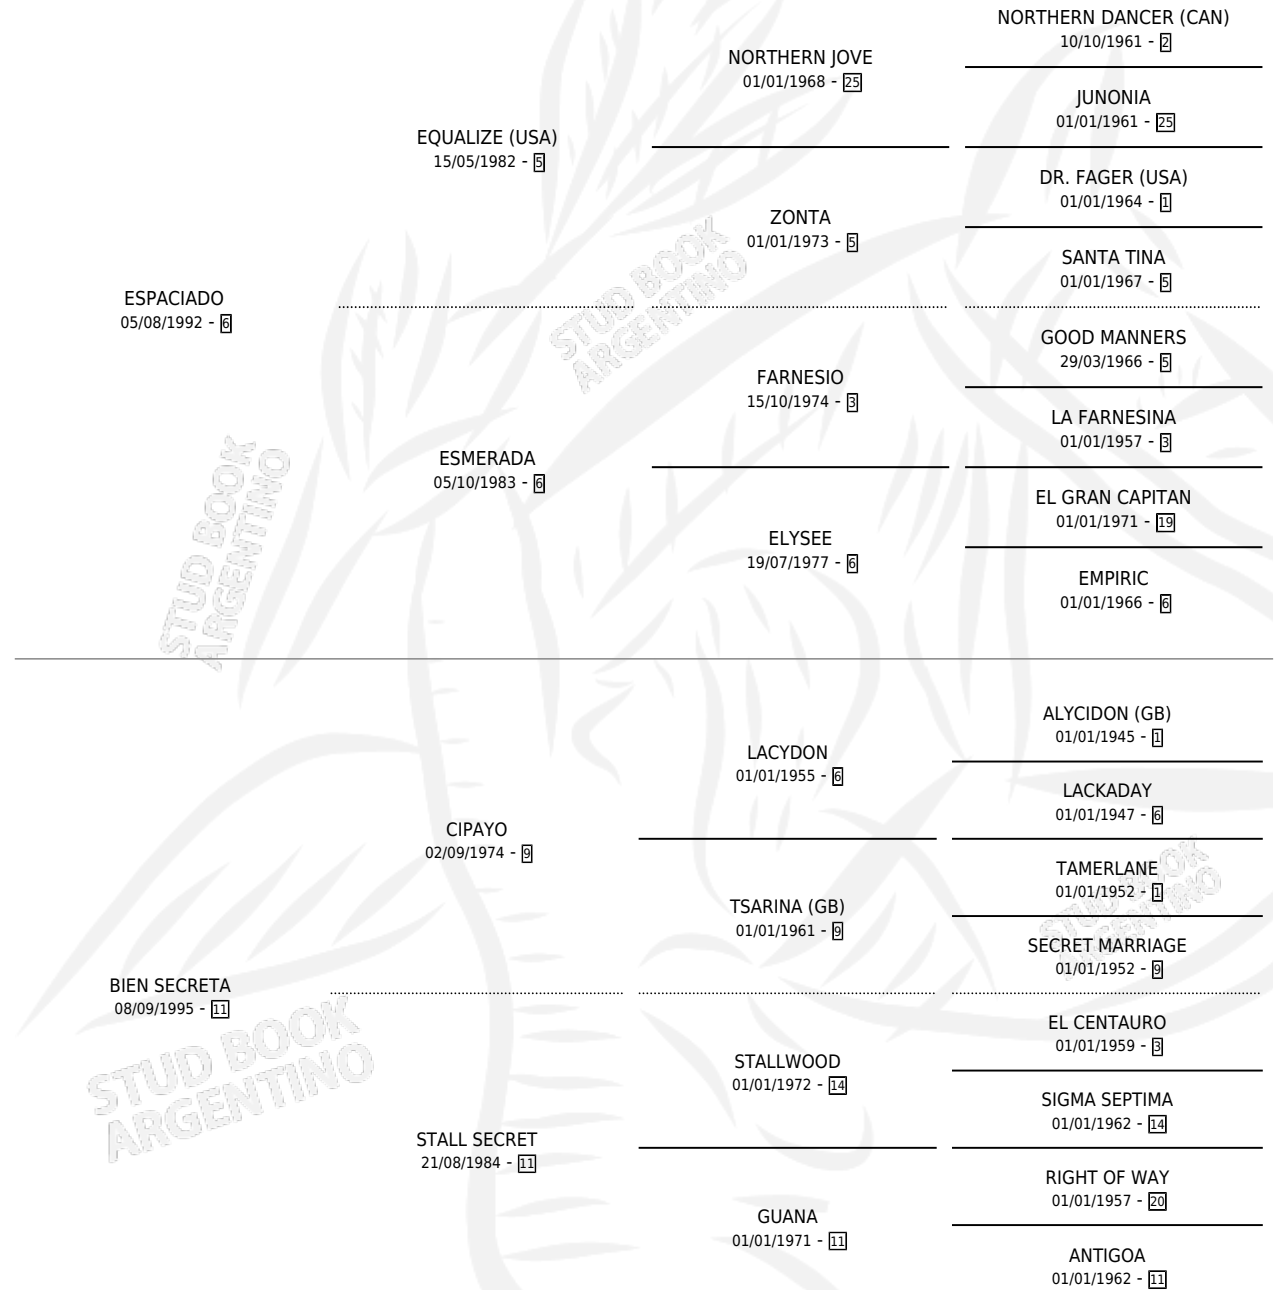 NORTHERN DANCER (CAN)
10/10/1961 - 2
NORTHERN JOVE
01/01/1968 - 25
JUNONIA
01/01/1961 - 25
EQUALIZE (USA)
15/05/1982 - 5
DR. FAGER (USA)
01/01/1964 - 1
ZONTA
01/01/1973 - 5
SANTA TINA
01/01/1967 - 5
ESPACIADO
05/08/1992 - 6
GOOD MANNERS
29/03/1966 - 5
FARNESIO
15/10/1974 - 3
LA FARNESINA
01/01/1957 - 3
ESMERADA
05/10/1983 - 6
EL GRAN CAPITAN
01/01/1971 - 19
ELYSEE
19/07/1977 - 6
EMPIRIC
01/01/1966 - 6
ALYCIDON (GB)
01/01/1945 - 1
LACYDON
01/01/1955 - 6
LACKADAY
01/01/1947 - 6
CIPAYO
02/09/1974 - 9
TAMERLANE
01/01/1952 - 1
TSARINA (GB)
01/01/1961 - 9
SECRET MARRIAGE
01/01/1952 - 9
BIEN SECRETA
08/09/1995 - 11
EL CENTAURO
01/01/1959 - 3
STALLWOOD
01/01/1972 - 14
SIGMA SEPTIMA
01/01/1962 - 14
STALL SECRET
21/08/1984 - 11
RIGHT OF WAY
01/01/1957 - 20
GUANA
01/01/1971 - 11
ANTIGOA
01/01/1962 - 11
STUD BOOK
ARGENTINO
STUD BOOK
ARGENTINO
STUD BOOK
ARGENTINO
STUD BOOK
ARGENTINO